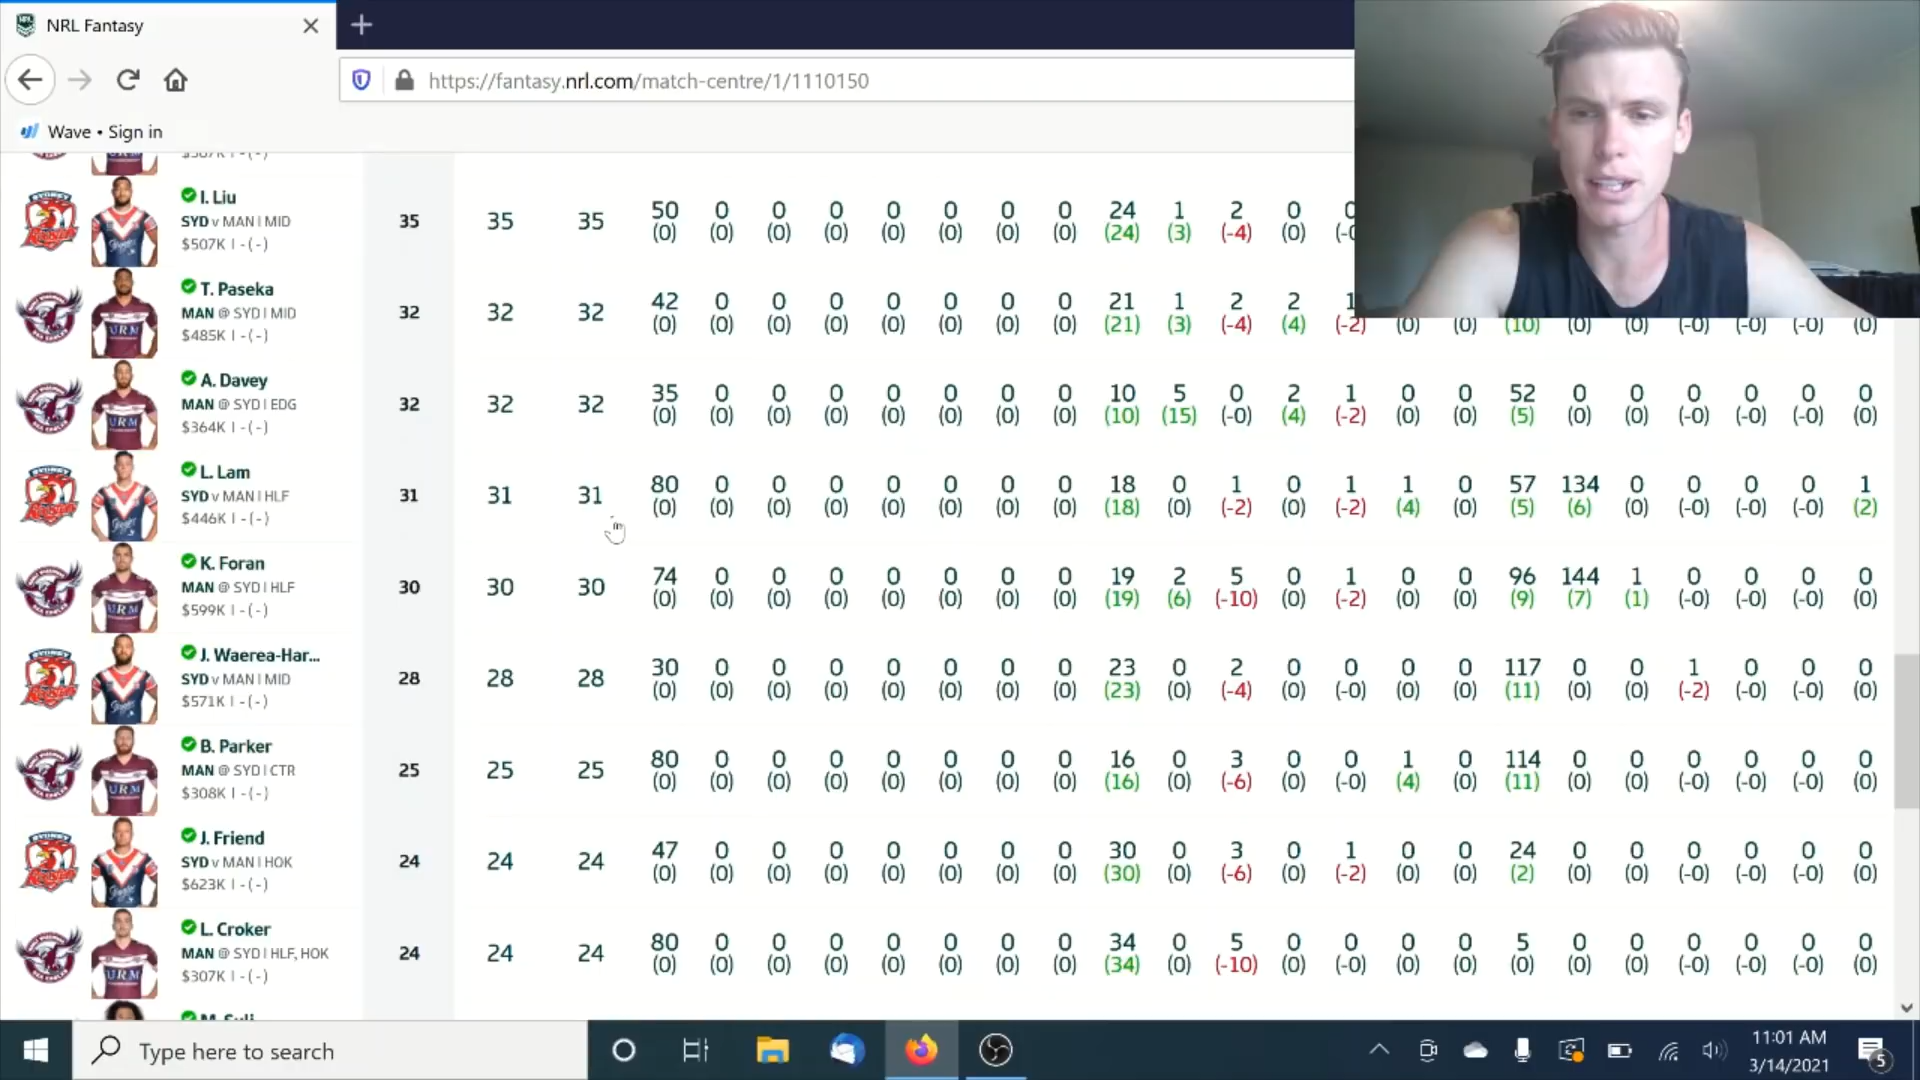 NRL Fantasy
https://fantasy.nrl.com/match-centre/1/1110150
Wave • Sign in
I. Liu
SYD v MAN | MID
$507K | - (-)
35 35 35 50 0 0 0 0 0 0 0 24 1 2 0
(0) (0) (0) (0) (0) (0) (0) (0) (24) (3) (-4) (0)
T. Paseka
MAN @ SYD | MID
$485K | - (-)
32 32 32 42 0 0 0 0 0 0 0 21 1 2 2 1
(0) (0) (0) (0) (0) (0) (0) (0) (21) (3) (-4) (4) (-2) (0) (0) (10) (0) (0) (-0) (-0) (-0) (0)
A. Davey
MAN @ SYD | EDG
$364K | - (-)
32 32 32 35 0 0 0 0 0 0 0 10 5 0 2 1 0 0 52 0 0 0 0 0 0
(0) (0) (0) (0) (0) (0) (0) (0) (10) (15) (-0) (4) (-2) (0) (0) (5) (0) (0) (-0) (-0) (-0) (0)
L. Lam
SYD v MAN | HLF
$446K | - (-)
31 31 31 80 0 0 0 0 0 0 0 18 0 1 0 1 1 0 57 134 0 0 0 0 1
(0) (0) (0) (0) (0) (0) (0) (0) (18) (0) (-2) (0) (-2) (4) (0) (5) (6) (0) (-0) (-0) (-0) (2)
K. Foran
MAN @ SYD | HLF
$599K | - (-)
30 30 30 74 0 0 0 0 0 0 0 19 2 5 0 1 0 0 96 144 1 0 0 0 0
(0) (0) (0) (0) (0) (0) (0) (0) (19) (6) (-10) (0) (-2) (0) (0) (9) (7) (1) (-0) (-0) (-0) (0)
J. Waerea-Har...
SYD v MAN | MID
$571K | - (-)
28 28 28 30 0 0 0 0 0 0 0 23 0 2 0 0 0 0 117 0 0 1 0 0 0
(0) (0) (0) (0) (0) (0) (0) (0) (23) (0) (-4) (0) (-0) (0) (0) (11) (0) (0) (-2) (-0) (-0) (0)
B. Parker
MAN @ SYD | CTR
$308K | - (-)
25 25 25 80 0 0 0 0 0 0 0 16 0 3 0 0 1 0 114 0 0 0 0 0 0
(0) (0) (0) (0) (0) (0) (0) (0) (16) (0) (-6) (0) (-0) (4) (0) (11) (0) (0) (-0) (-0) (-0) (0)
J. Friend
SYD v MAN | HOK
$623K | - (-)
24 24 24 47 0 0 0 0 0 0 0 30 0 3 0 1 0 0 24 0 0 0 0 0 0
(0) (0) (0) (0) (0) (0) (0) (0) (30) (0) (-6) (0) (-2) (0) (0) (2) (0) (0) (-0) (-0) (-0) (0)
L. Croker
MAN @ SYD | HLF, HOK
$307K | - (-)
24 24 24 80 0 0 0 0 0 0 0 34 0 5 0 0 0 0 5 0 0 0 0 0 0
(0) (0) (0) (0) (0) (0) (0) (0) (34) (0) (-10) (0) (-0) (0) (0) (0) (0) (0) (-0) (-0) (-0) (0)
Type here to search
11:01 AM
3/14/2021
5